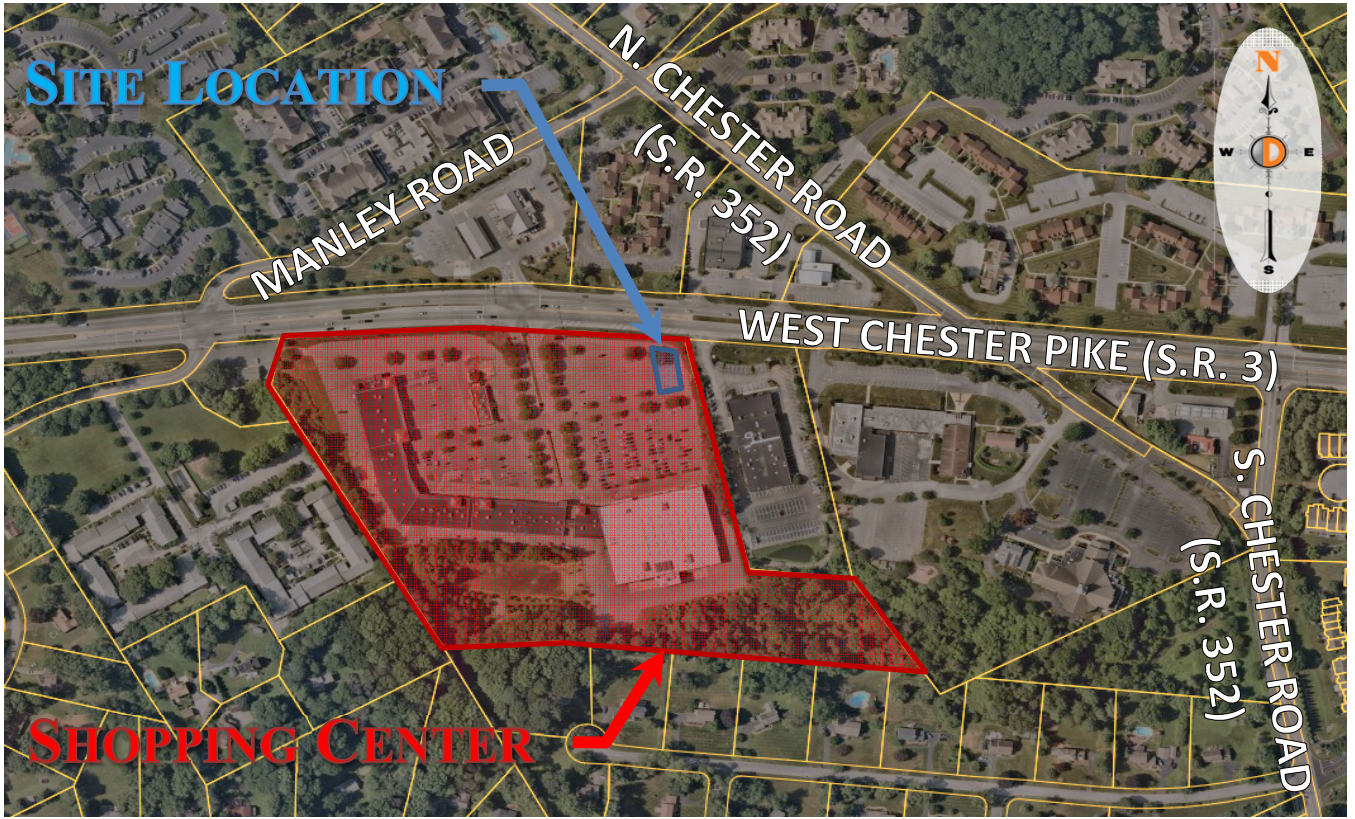 N. CHESTER ROAD
(S.R. 352)
SITE LOCATION
MANLEY ROAD
N
W
D
E
S
WEST CHESTER PIKE (S.R. 3)
S. CHESTER ROAD
(S.R. 352)
SHOPPING CENTER